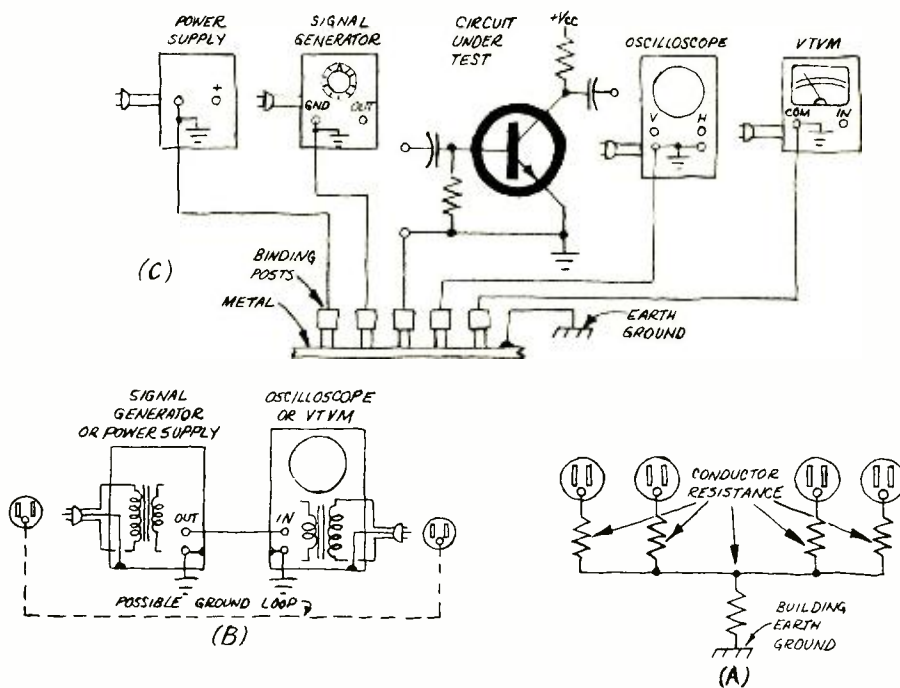 POWER
SUPPLY
SIGNAL
GENERATOR
CIRCUIT
UNDER
TEST
+VCC
OSCILLOSCOPE
VTVM
+
GND
OUT
V
H
COM
IN
(C)
BINDING
POSTS
METAL
EARTH
GROUND
SIGNAL
GENERATOR
OR POWER SUPPLY
OSCILLOSCOPE
OR VTVM
OUT
IN
POSSIBLE GROUND LOOP
(B)
CONDUCTOR
RESISTANCE
BUILDING
EARTH
GROUND
(A)